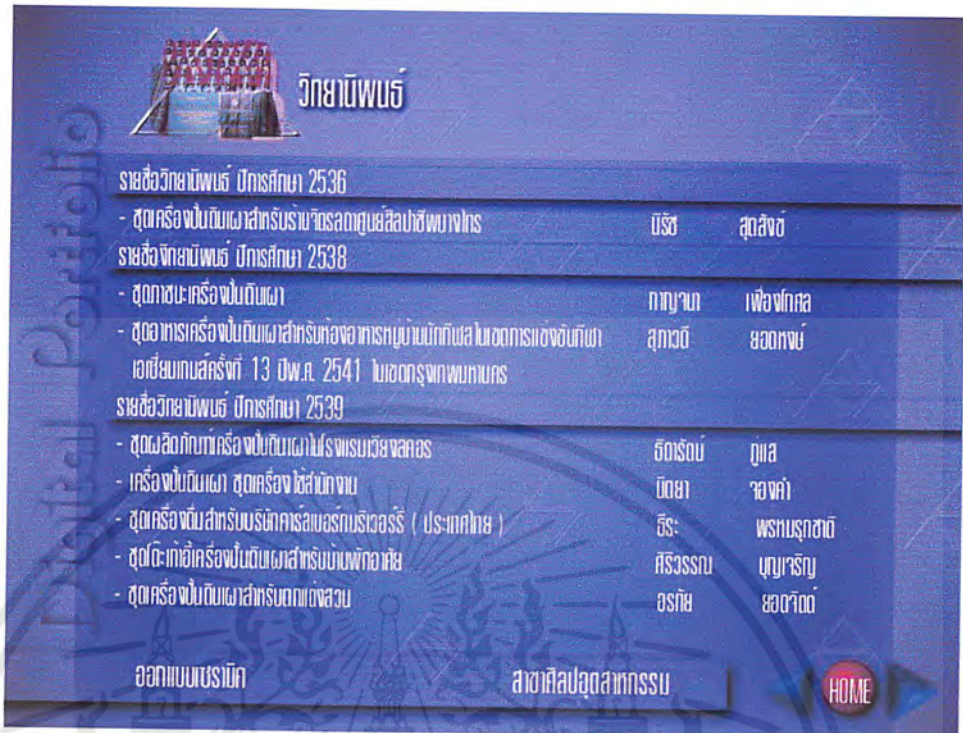 วิทยานิพนธ์
Digital Portfolio
รายชื่อวิทยานิพนธ์ ปีการศึกษา 2536
- ชุดเครื่องปั้นดินเผาสำหรับร้านจิตรลดาศูนย์ศิลปาชีพบางไทร นิรัช สุดสังข์
รายชื่อวิทยานิพนธ์ ปีการศึกษา 2538
- ชุดภาชนะเครื่องปั้นดินเผา กาญจนา เฟื่องโกศล
- ชุดอาหารเครื่องปั้นดินเผาสำหรับห้องอาหารหมู่บ้านนักกีฬาในเขตการแข่งขันกีฬา สุภาวดี ยอดหงษ์
เอเชี่ยนเกมส์ครั้งที่ 13 ปีพ.ศ. 2541 ในเขตกรุงเทพมหานคร
รายชื่อวิทยานิพนธ์ ปีการศึกษา 2539
- ชุดผลิตภัณฑ์เครื่องปั้นดินเผาในโรงแรมเวียงลคอร ธิดารัตน์ ภู่แส
- เครื่องปั้นดินเผา ชุดเครื่องใช้สำนักงาน นิตยา จองคำ
- ชุดเครื่องดื่มสำหรับบริษัทคาร์ลเบอร์กบริเวอร์รี่ ( ประเทศไทย ) ธีระ พรหมรุกชาติ
- ชุดโต๊ะเก้าอี้เครื่องปั้นดินเผาสำหรับบ้านพักอาศัย ศิริวรรณ บุญเจริญ
- ชุดเครื่องปั้นดินเผาสำหรับตกแต่งสวน อรทัย ยอดจิตต์
ออกแบบเซรามิค สาขาศิลปอุตสาหกรรม HOME